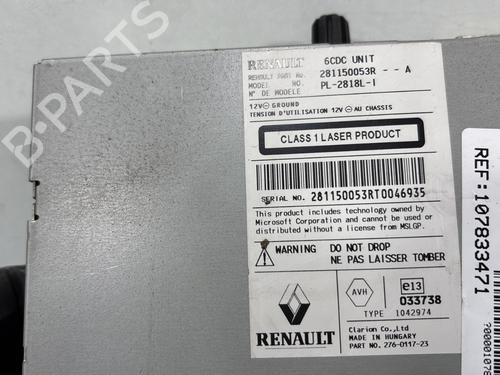 RENAULT 6CDC UNIT
RENAULT PART No. 281150053R - - A
MODEL NO. PL-2818L-I
N° DE MODELE
12V⊖GROUND
TENSION D'UTILISATION 12V ⊖ AU CHASSIS
CLASS 1 LASER PRODUCT
SERIAL NO. 281150053RT0046935
This product includes technology owned by
Microsoft Corporation and cannot be used or
distributed without a license from MSLGP.
WARNING DO NOT DROP
NE PAS LAISSER TOMBER
AVH
e13
033738
TYPE 1042974
RENAULT
Clarion Co.,Ltd
MADE IN HUNGARY
PART NO. 276-0117-23
REF:107833471